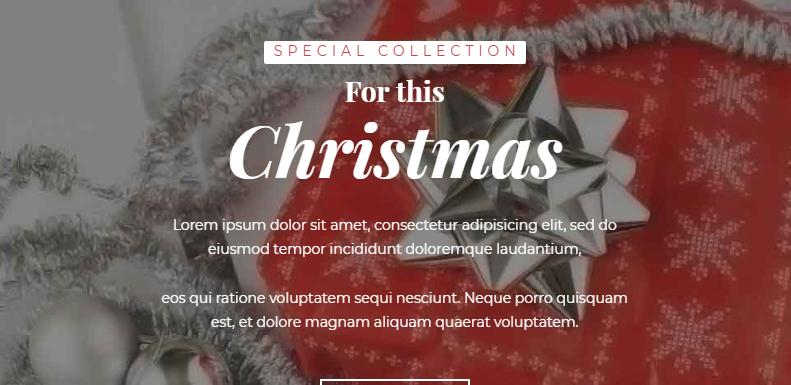 SPECIAL COLLECTION
For this
Christmas
Lorem ipsum dolor sit amet, consectetur adipisicing elit, sed do
eiusmod tempor incididunt doloremque laudantium,
eos qui ratione voluptatem sequi nesciunt. Neque porro quisquam
est, et dolore magnam aliquam quaerat voluptatem.